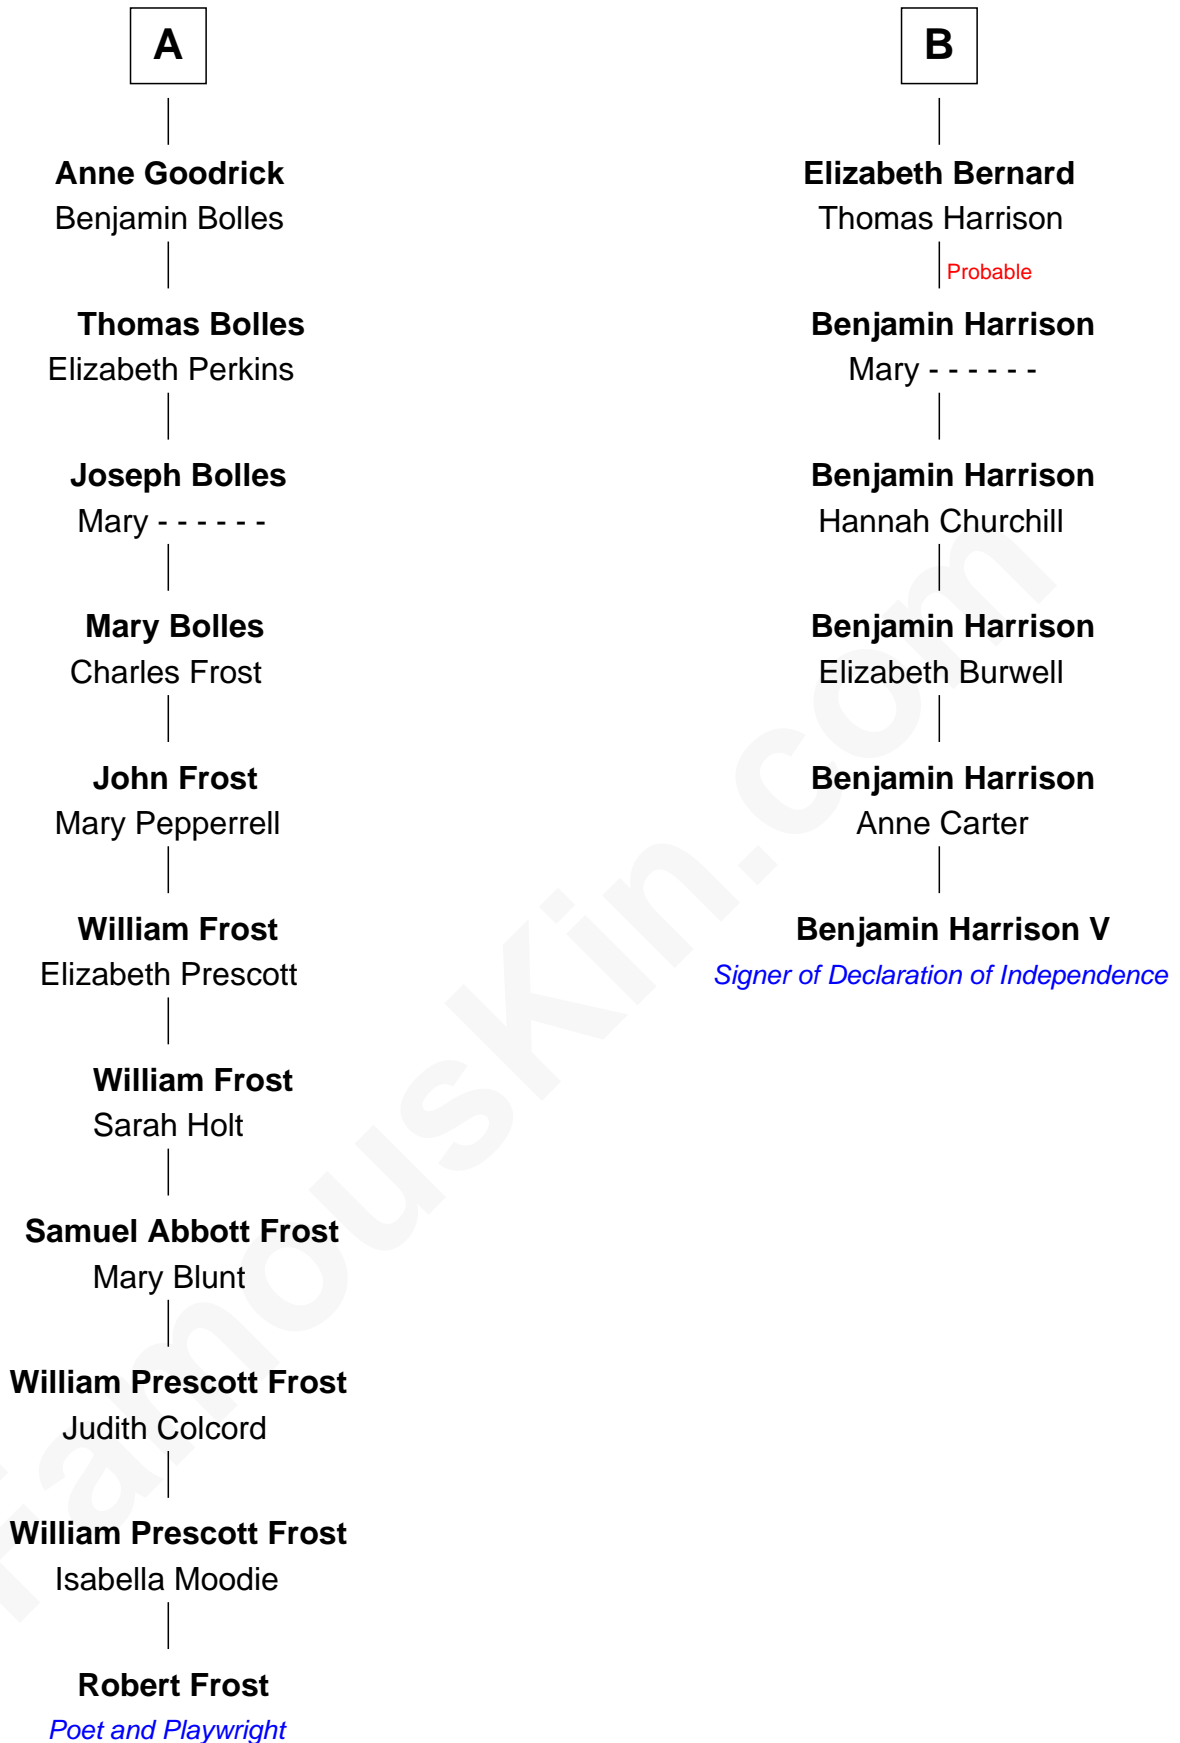 A
Anne Goodrick
Benjamin Bolles
Thomas Bolles
Elizabeth Perkins
Joseph Bolles
Mary - - - - - -
Mary Bolles
Charles Frost
John Frost
Mary Pepperrell
William Frost
Elizabeth Prescott
William Frost
Sarah Holt
Samuel Abbott Frost
Mary Blunt
William Prescott Frost
Judith Colcord
William Prescott Frost
Isabella Moodie
Robert Frost
Poet and Playwright
B
Elizabeth Bernard
Thomas Harrison
Probable
Benjamin Harrison
Mary - - - - - -
Benjamin Harrison
Hannah Churchill
Benjamin Harrison
Elizabeth Burwell
Benjamin Harrison
Anne Carter
Benjamin Harrison V
Signer of Declaration of Independence
FamousKin.com